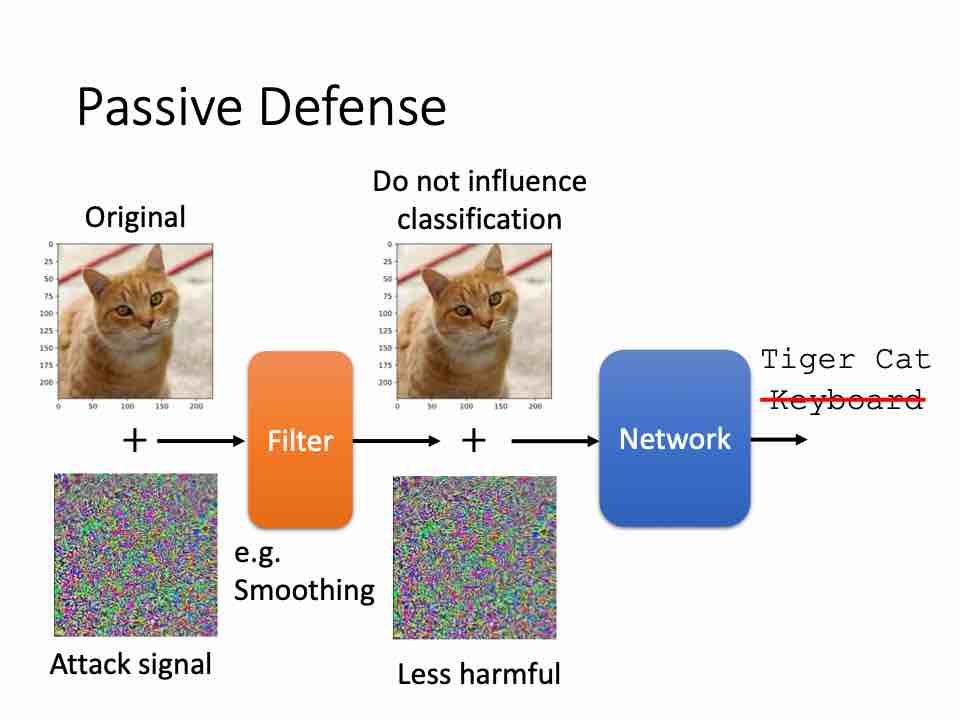 Passive Defense
Do not influence
classification
Original
0
25
50
75
100
125
150
175
200
0 50 100 150 200
0
25
50
75
100
125
150
175
200
0 50 100 150 200
Tiger Cat
Keyboard
+
Filter
+
Network
e.g.
Smoothing
Attack signal
Less harmful